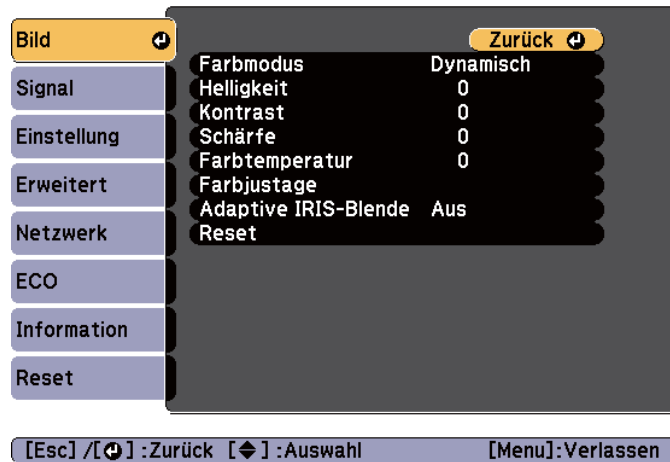 Bild
Signal
Einstellung
Erweitert
Netzwerk
ECO
Information
Reset
Zurück
Farbmodus Dynamisch
Helligkeit 0
Kontrast 0
Schärfe 0
Farbtemperatur 0
Farbjustage
Adaptive IRIS-Blende Aus
Reset
[Esc] /[⏎] :Zurück [◆] :Auswahl [Menu]:Verlassen